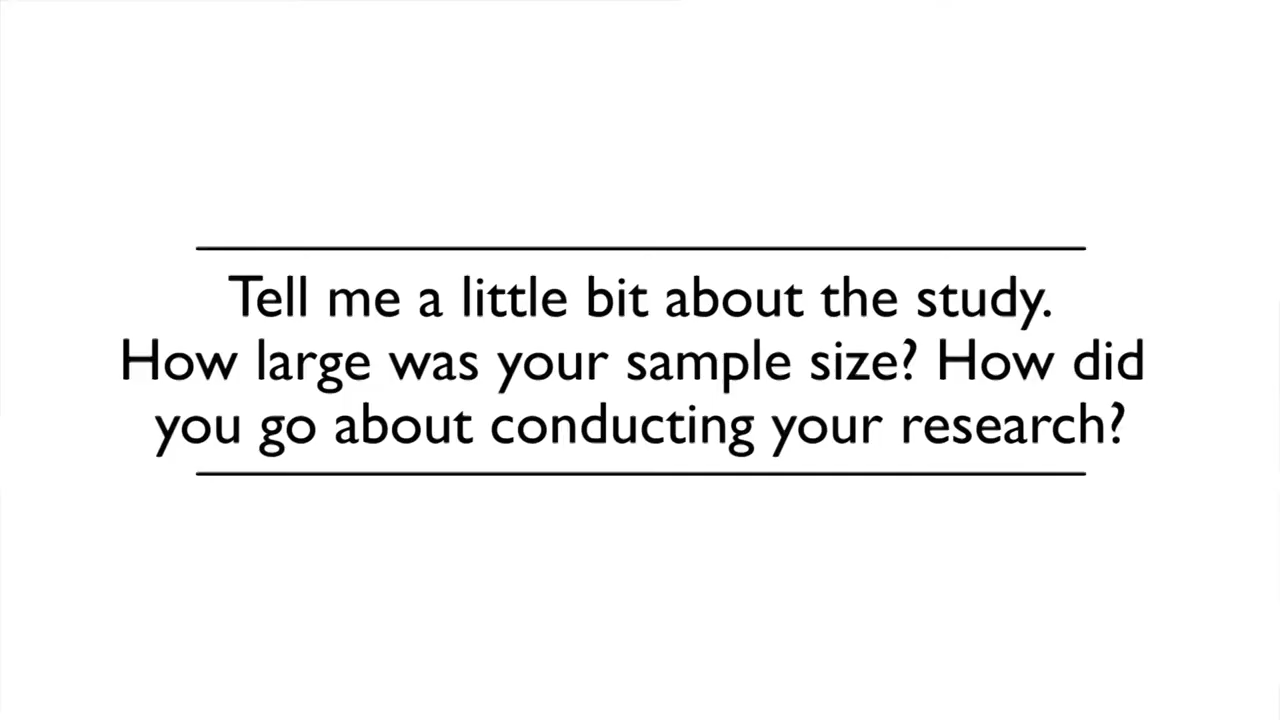 Tell me a little bit about the study.
How large was your sample size? How did
you go about conducting your research?